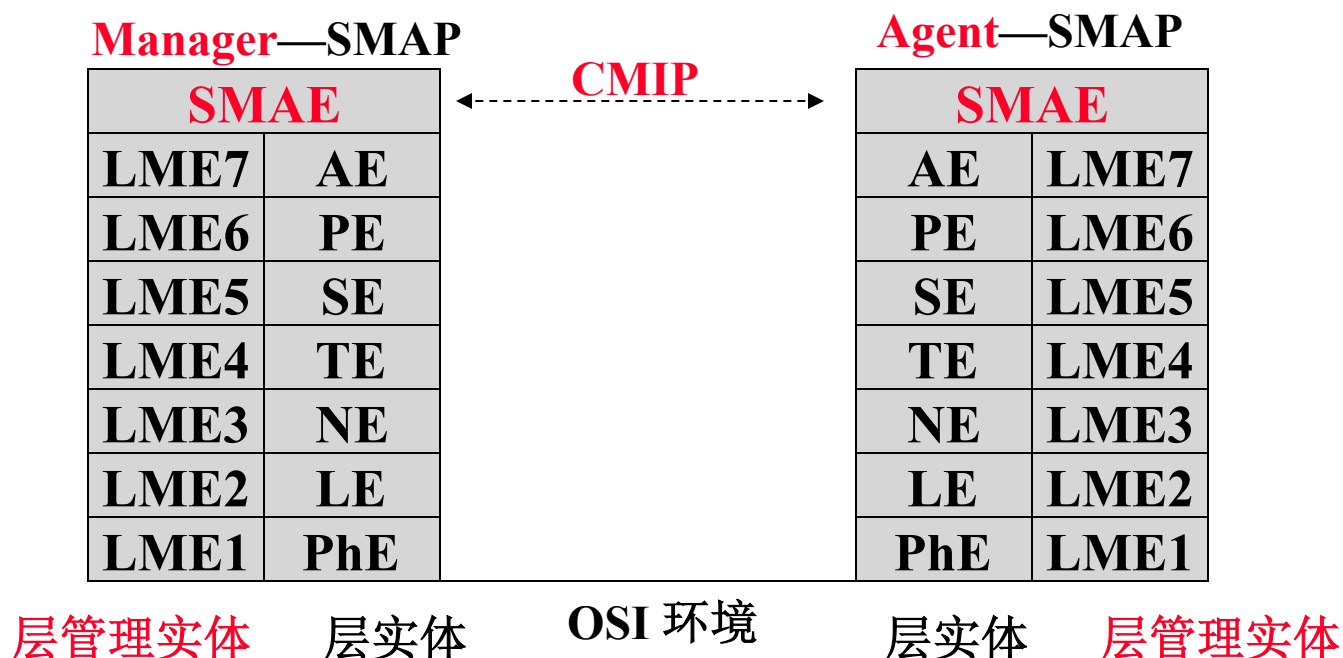 Manager—SMAP
Agent—SMAP
CMIP
SMAE
SMAE
LME7 AE
AE LME7
LME6 PE
PE LME6
LME5 SE
SE LME5
LME4 TE
TE LME4
LME3 NE
NE LME3
LME2 LE
LE LME2
LME1 PhE
PhE LME1
层管理实体 层实体 OSI 环境 层实体 层管理实体